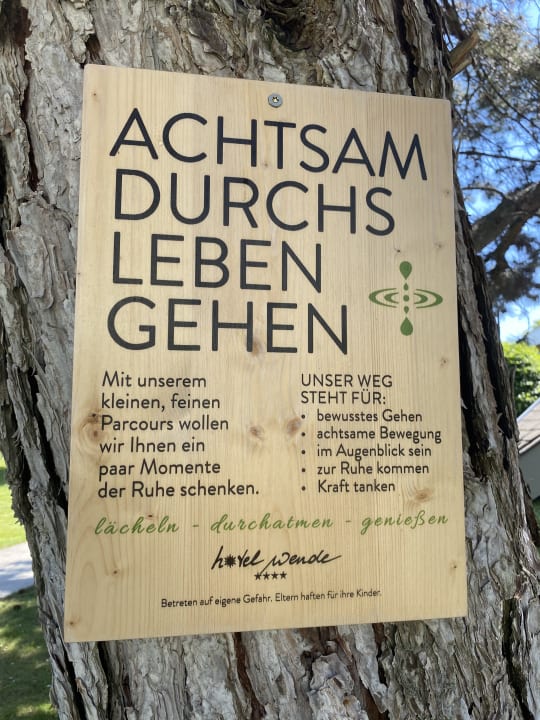 ACHTSAM
DURCHS
LEBEN
GEHEN
Mit unserem
kleinen, feinen
Parcours wollen
wir Ihnen ein
paar Momente
der Ruhe schenken.
UNSER WEG
STEHT FÜR:
• bewusstes Gehen
• achtsame Bewegung
• im Augenblick sein
• zur Ruhe kommen
• Kraft tanken
lächeln - durchatmen - genießen
hotel wende
★★★★
Betreten auf eigene Gefahr. Eltern haften für ihre Kinder.